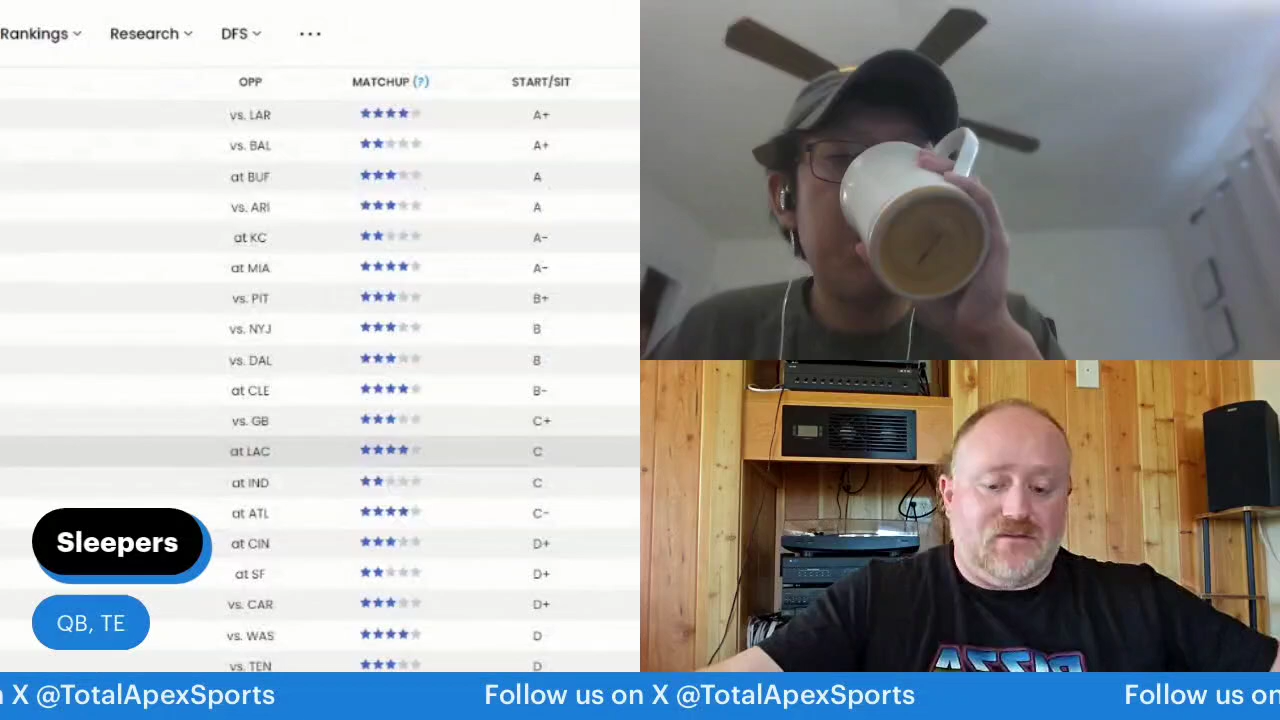 Rankings Research DFS ...
OPP MATCHUP (?) START/SIT
vs. LAR A+
vs. BAL A+
at BUF A
vs. ARI A
at KC A-
at MIA A-
vs. PIT B+
vs. NYJ B
vs. DAL B
at CLE B-
vs. GB C+
at LAC C
at IND C
at ATL C-
at CIN D+
at SF D+
vs. CAR D+
vs. WAS D
vs. TEN D
Sleepers
QB, TE
n X @TotalApexSports Follow us on X @TotalApexSports Follow us on